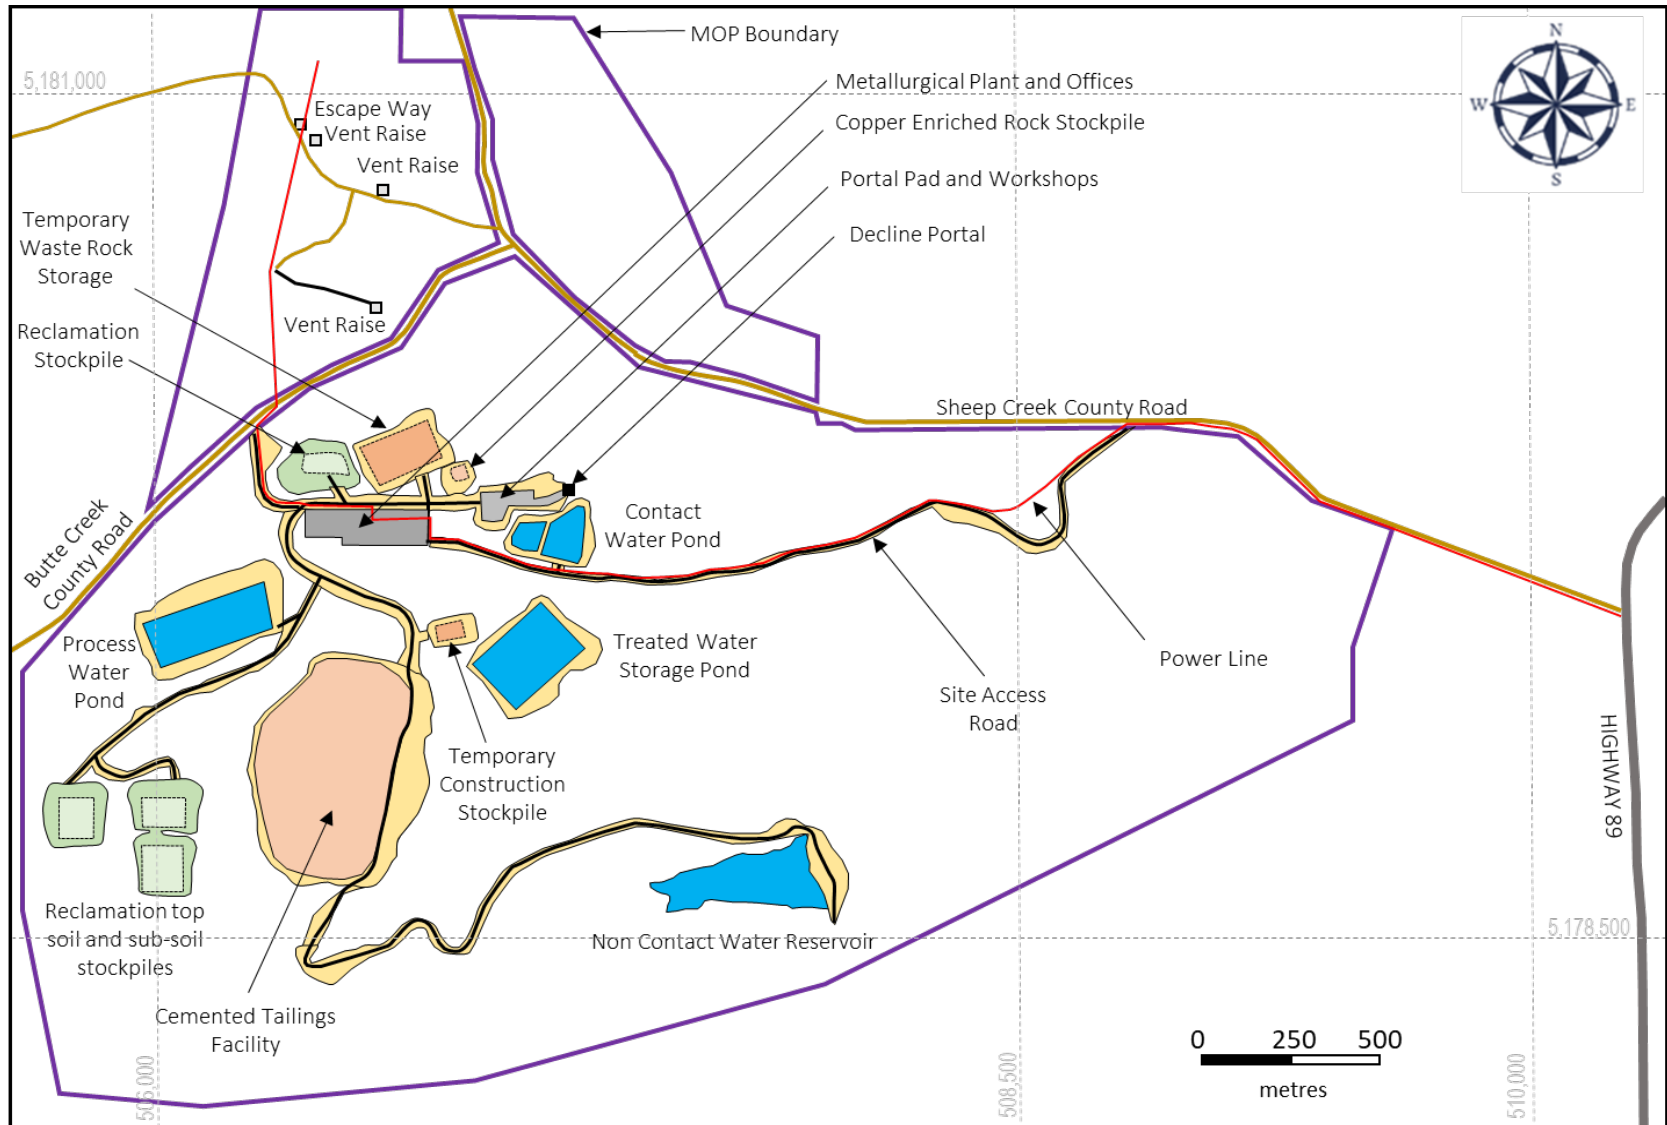 MOP Boundary
N
W
E
S
5,181,000
Metallurgical Plant and Offices
Escape Way
Vent Raise
Copper Enriched Rock Stockpile
Vent Raise
Portal Pad and Workshops
Temporary
Waste Rock
Storage
Decline Portal
Reclamation
Stockpile
Vent Raise
Sheep Creek County Road
Butte Creek
County Road
Contact
Water Pond
Process
Water
Pond
Treated Water
Storage Pond
Power Line
Site Access
Road
Temporary
Construction
Stockpile
HIGHWAY 89
Reclamation top
soil and sub-soil
stockpiles
Non Contact Water Reservoir
5,178,500
Cemented Tailings
Facility
0 250 500
metres
506,000
508,500
510,000